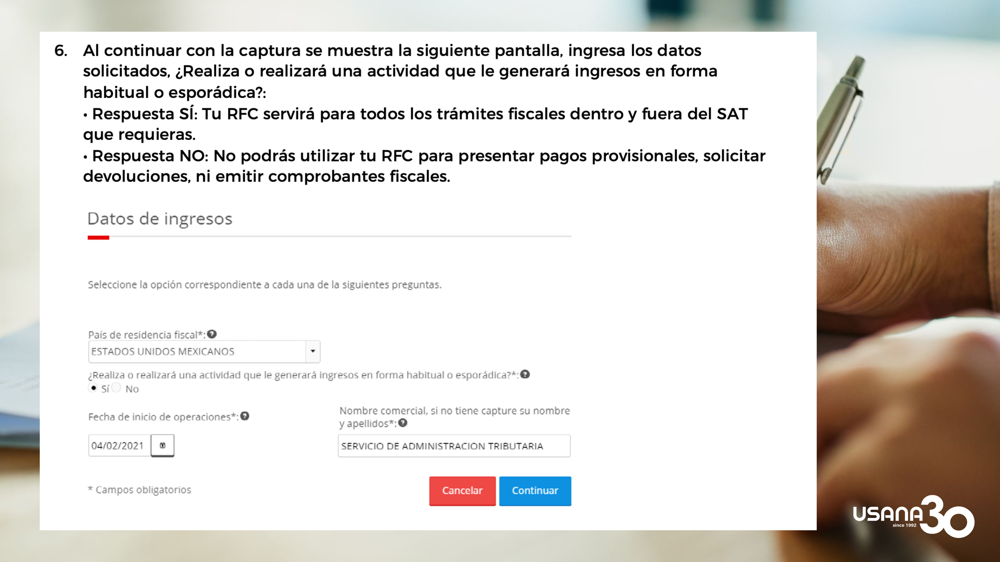 6. Al continuar con la captura se muestra la siguiente pantalla, ingresa los datos
solicitados, ¿Realiza o realizará una actividad que le generará ingresos en forma
habitual o esporádica?:
• Respuesta SÍ: Tu RFC servirá para todos los trámites fiscales dentro y fuera del SAT
que requieras.
• Respuesta NO: No podrás utilizar tu RFC para presentar pagos provisionales, solicitar
devoluciones, ni emitir comprobantes fiscales.
Datos de ingresos
Seleccione la opción correspondiente a cada una de la siguientes preguntas.
País de residencia fiscal*:
ESTADOS UNIDOS MEXICANOS
¿Realiza o realizará una actividad que le generará ingresos en forma habitual o esporádica?*:
Sí No
Fecha de inicio de operaciones*:
04/02/2021
Nombre comercial, si no tiene capture su nombre
y apellidos*:
SERVICIO DE ADMINISTRACION TRIBUTARIA
* Campos obligatorios
Cancelar Continuar
USANA 30
since 1992